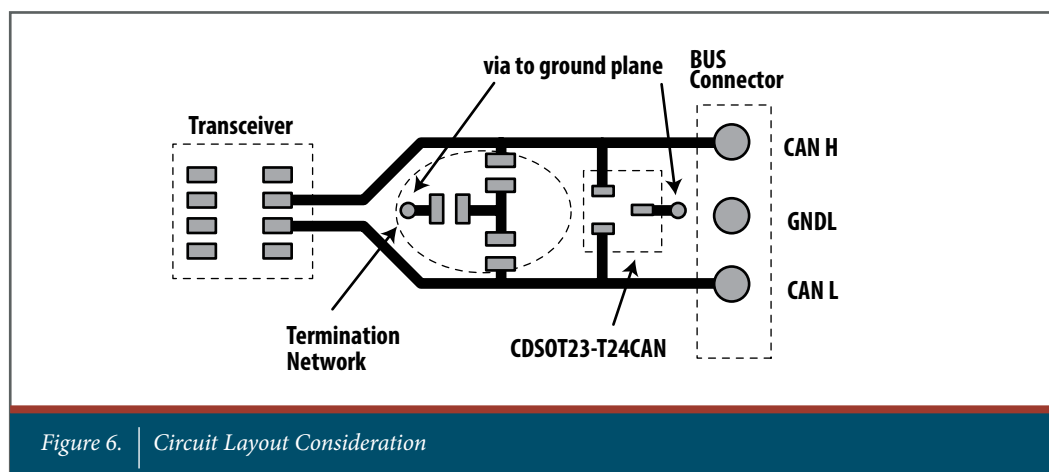 via to ground plane
BUS
Connector
Transceiver
CAN H
GNDL
CAN L
Termination
Network
CDSOT23-T24CAN
Figure 6. Circuit Layout Consideration